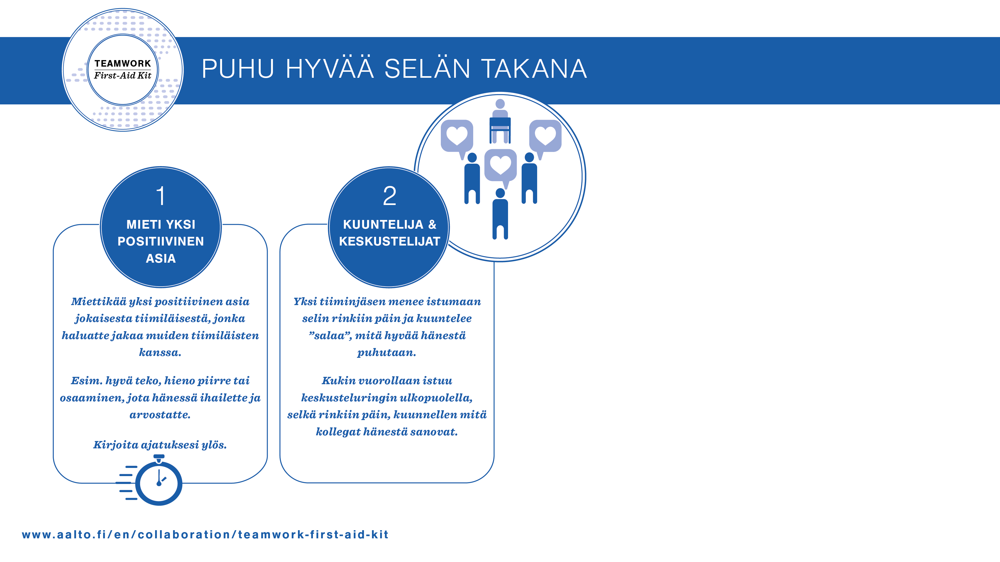 TEAMWORK
First-Aid Kit
PUHU HYVÄÄ SELÄN TAKANA
1
MIETI YKSI
POSITIIVINEN
ASIA
Miettikää yksi positiivinen asia
jokaisesta tiimiläisestä, jonka
haluatte jakaa muiden tiimiläisten
kanssa.
Esim. hyvä teko, hieno piirre tai
osaaminen, jota hänessä ihailette ja
arvostatte.
Kirjoita ajatuksesi ylös.
2
KUUNTELIJA &
KESKUSTELIJAT
Yksi tiiminjäsen menee istumaan
selin rinkiin päin ja kuuntelee
”salaa”, mitä hyvää hänestä
puhutaan.
Kukin vuorollaan istuu
keskusteluringin ulkopuolella,
selkä rinkiin päin, kuunnellen mitä
kollegat hänestä sanovat.
www.aalto.fi/en/collaboration/teamwork-first-aid-kit